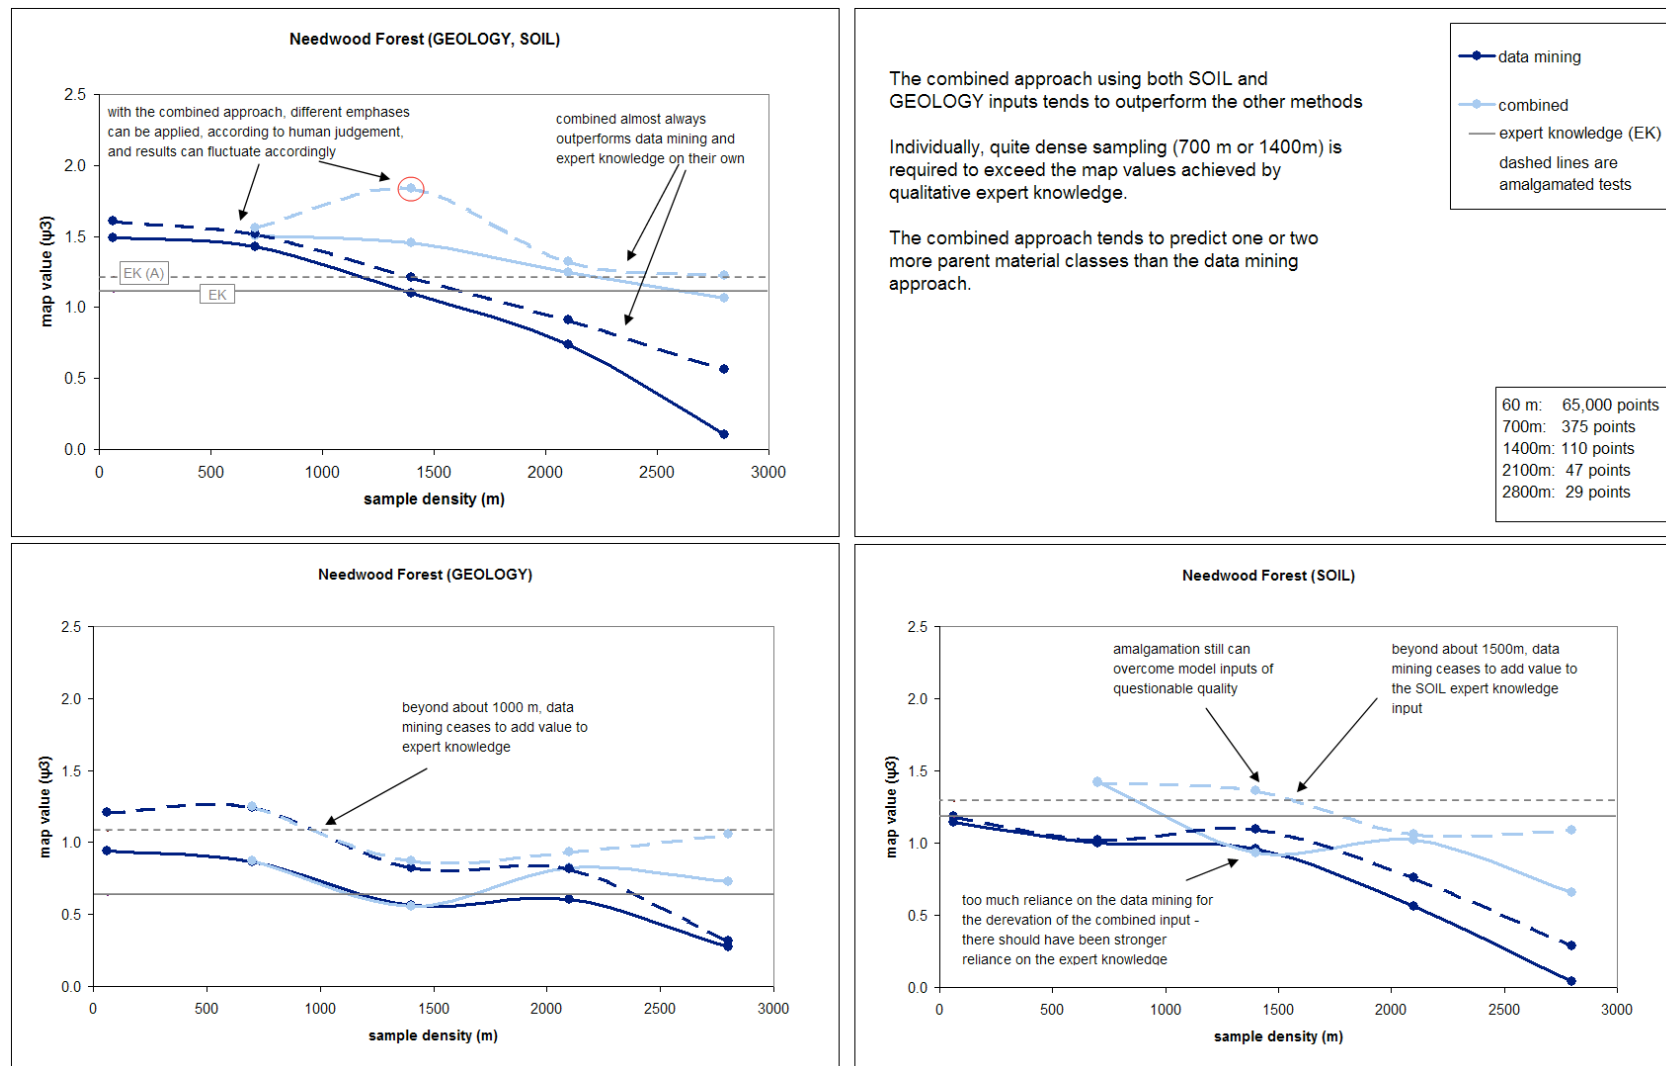 Needwood Forest (GEOLOGY, SOIL)
with the combined approach, different emphases
can be applied, according to human judgement,
and results can fluctuate accordingly
combined almost always
outperforms data mining and
expert knowledge on their own
EK (A)
EK
map value (ψ3)
2.5
2.0
1.5
1.0
0.5
0.0
0
500
1000
1500
2000
2500
3000
sample density (m)
The combined approach using both SOIL and
GEOLOGY inputs tends to outperform the other methods
Individually, quite dense sampling (700 m or 1400m) is
required to exceed the map values achieved by
qualitative expert knowledge.
The combined approach tends to predict one or two
more parent material classes than the data mining
approach.
data mining
combined
expert knowledge (EK)
dashed lines are
amalgamated tests
60 m: 65,000 points
700m: 375 points
1400m: 110 points
2100m: 47 points
2800m: 29 points
Needwood Forest (GEOLOGY)
beyond about 1000 m, data
mining ceases to add value to
expert knowledge
map value (ψ3)
2.5
2.0
1.5
1.0
0.5
0.0
0
500
1000
1500
2000
2500
3000
sample density (m)
Needwood Forest (SOIL)
amalgamation still can
overcome model inputs of
questionable quality
beyond about 1500m, data
mining ceases to add value to
the SOIL expert knowledge
input
too much reliance on the data mining for
the derevation of the combined input -
there should have been stronger
reliance on the expert knowledge
map value (ψ3)
2.5
2.0
1.5
1.0
0.5
0.0
0
500
1000
1500
2000
2500
3000
sample density (m)